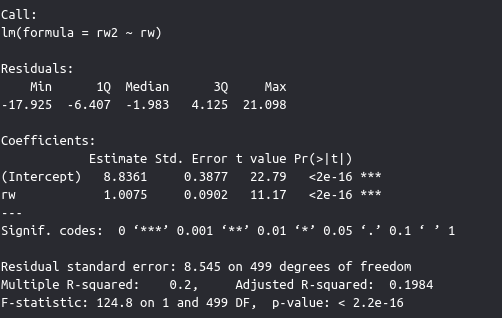 Call:
lm(formula = rw2 ~ rw)

Residuals:
    Min      1Q  Median      3Q     Max
-17.925  -6.407  -1.983   4.125  21.098

Coefficients:
            Estimate Std. Error t value Pr(>|t|)
(Intercept)   8.8361     0.3877   22.79   <2e-16 ***
rw            1.0075     0.0902   11.17   <2e-16 ***
---
Signif. codes:  0 ‘***’ 0.001 ‘**’ 0.01 ‘*’ 0.05 ‘.’ 0.1 ‘ ’ 1

Residual standard error: 8.545 on 499 degrees of freedom
Multiple R-squared:    0.2,	Adjusted R-squared:  0.1984
F-statistic: 124.8 on 1 and 499 DF,  p-value: < 2.2e-16